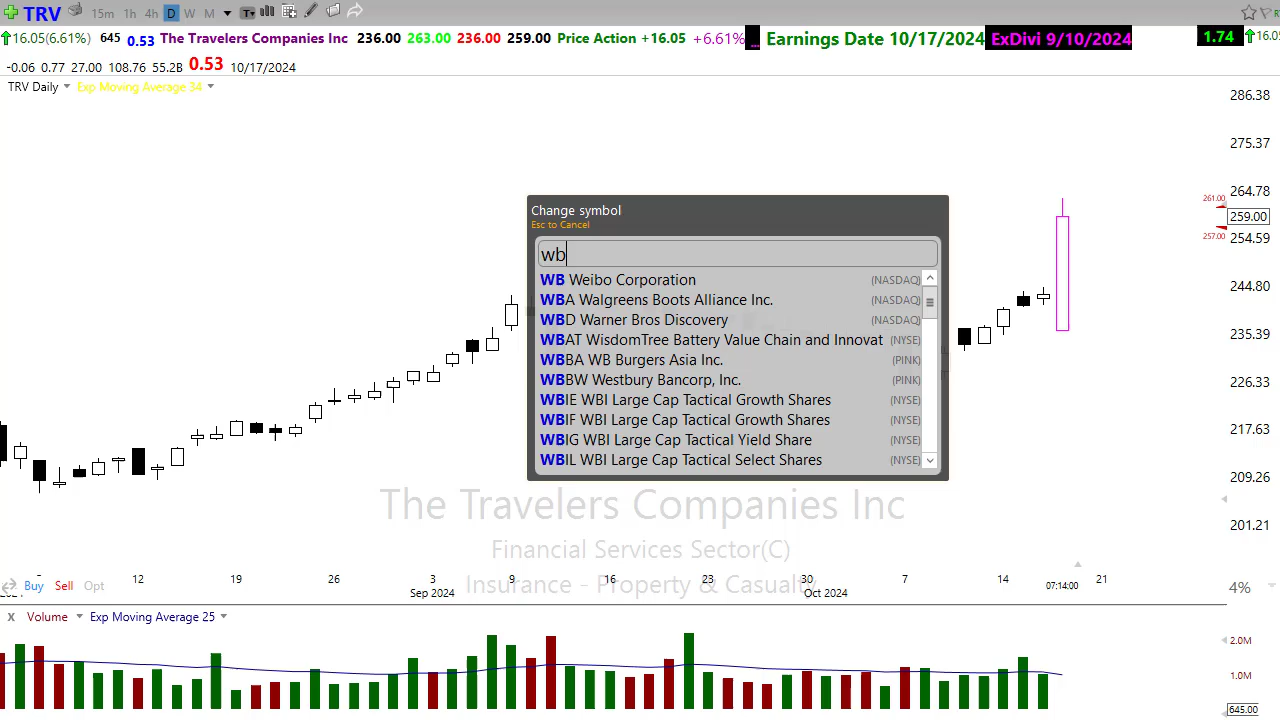 TRV 15m 1h 4h D W M
16.05(6.61%) 645 0.53 The Travelers Companies Inc 236.00 263.00 236.00 259.00 Price Action +16.05 +6.61% ... Earnings Date 10/17/2024 ExDivi 9/10/2024 1.74 16.05
-0.06 0.77 27.00 108.76 55.2B 0.53 10/17/2024
TRV Daily Exp Moving Average 34
286.38
275.37
264.78
261.00
259.00
257.00
254.59
244.80
235.39
226.33
217.63
209.26
201.21
4%
Change symbol
Esc to Cancel
wb
WB Weibo Corporation (NASDAQ)
WBA Walgreens Boots Alliance Inc. (NASDAQ)
WBD Warner Bros Discovery (NASDAQ)
WBAT WisdomTree Battery Value Chain and Innovat (NYSE)
WBBA WB Burgers Asia Inc. (PINK)
WBBW Westbury Bancorp, Inc. (PINK)
WBIE WBI Large Cap Tactical Growth Shares (NYSE)
WBIF WBI Large Cap Tactical Growth Shares (NYSE)
WBIG WBI Large Cap Tactical Yield Share (NYSE)
WBIL WBI Large Cap Tactical Select Shares (NYSE)
The Travelers Companies Inc
Financial Services Sector(C)
Insurance - Property & Casualty
Buy Sell Opt
12 19 26 3 9 16 23 30 7 14 21
Sep 2024 Oct 2024 07:14:00
X Volume Exp Moving Average 25
2.0M
1.0M
645.00